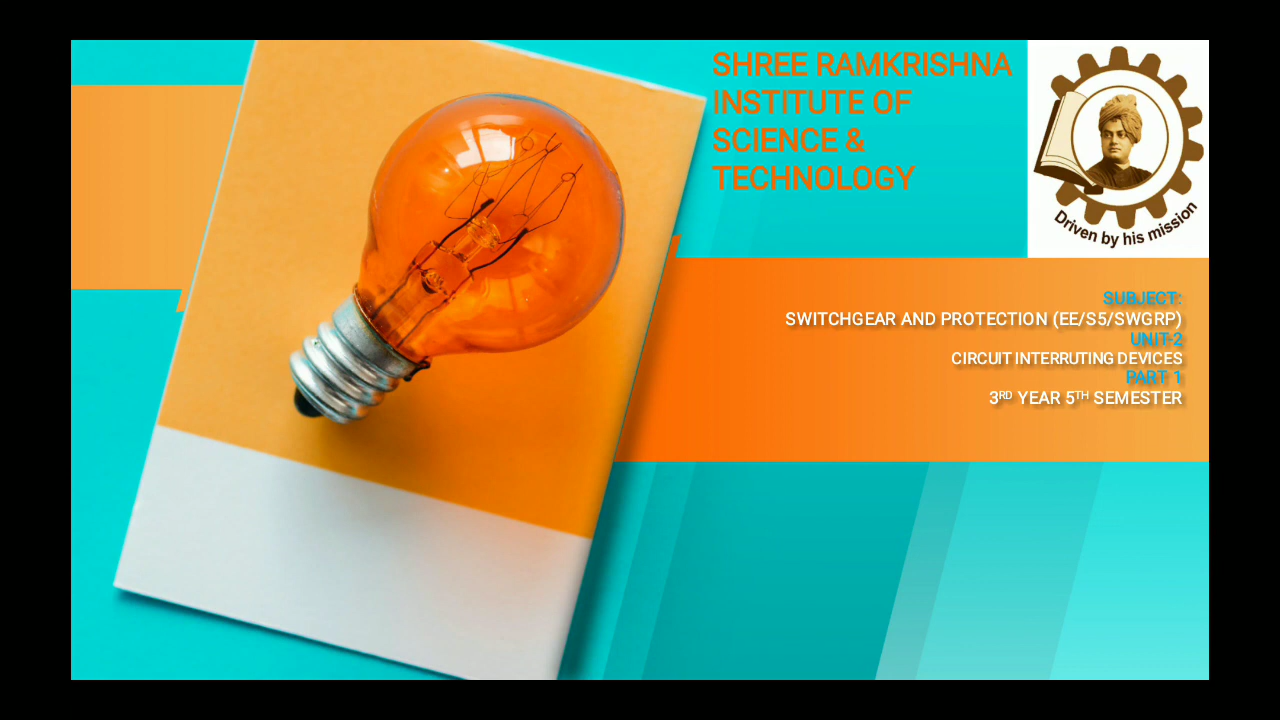 SHREE RAMKRISHNA
INSTITUTE OF
SCIENCE &
TECHNOLOGY
Driven by his mission
SUBJECT:
SWITCHGEAR AND PROTECTION (EE/S5/SWGRP)
UNIT-2
CIRCUIT INTERRUTING DEVICES
PART 1
3RD YEAR 5TH SEMESTER